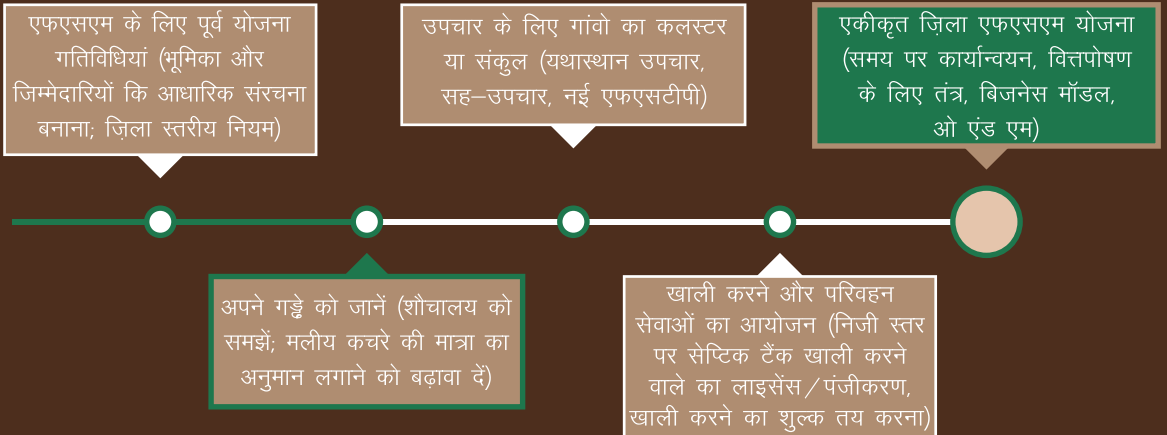 एफएसएम के लिए पूर्व योजना
गतिविधियां (भूमिका और
जिम्मेदारियों कि आधारिक संरचना
बनाना; ज़िला स्तरीय नियम)
अपने गड्ढे को जानें (शौचालय को
समझें; मलीय कचरे की मात्रा का
अनुमान लगाने को बढ़ावा दें)
उपचार के लिए गांवो का कलस्टर
या संकुल (यथास्थान उपचार,
सह–उपचार, नई एफएसटीपी)
खाली करने और परिवहन
सेवाओं का आयोजन (निजी स्तर
पर सेप्टिक टैंक खाली करने
वाले का लाइसेंस/पंजीकरण,
खाली करने का शुल्क तय करना)
एकीकृत ज़िला एफएसएम योजना
(समय पर कार्यान्वयन, वित्तपोषण
के लिए तंत्र, बिजनेस मॉडल,
ओ एंड एम)